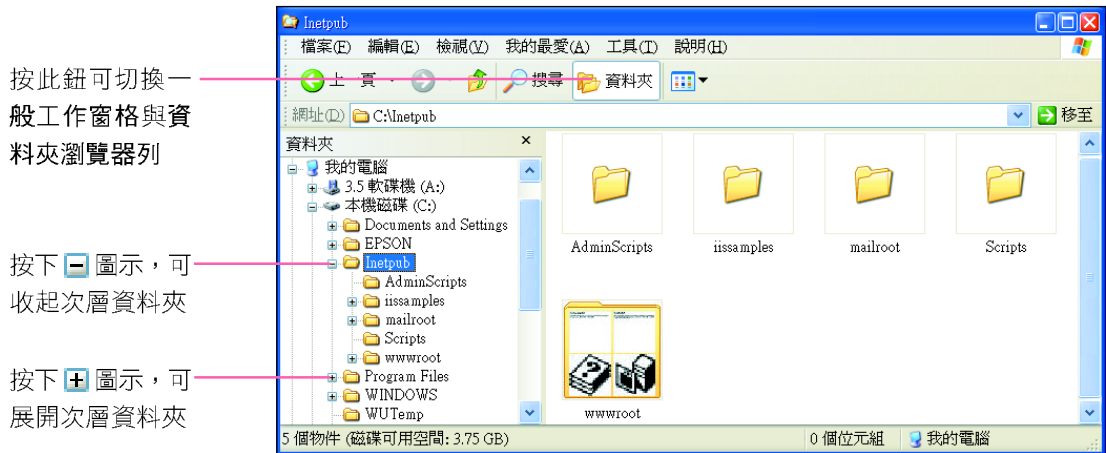 按此鈕可切換一
般工作窗格與資
料夾瀏覽器列
按下 圖示，可
收起次層資料夾
按下 圖示，可
展開次層資料夾
Inetpub
檔案(F) 編輯(E) 檢視(V) 我的最愛(A) 工具(T) 說明(H)
上一頁 搜尋 資料夾
網址(D) C:\Inetpub 移至
資料夾 ×
我的電腦
3.5 軟碟機 (A:)
本機磁碟 (C:)
Documents and Settings
EPSON
Inetpub
AdminScripts
iissamples
mailroot
Scripts
wwwroot
Program Files
WINDOWS
WUTemp
AdminScripts iissamples mailroot Scripts
wwwroot
5 個物件 (磁碟可用空間: 3.75 GB) 0 個位元組 我的電腦